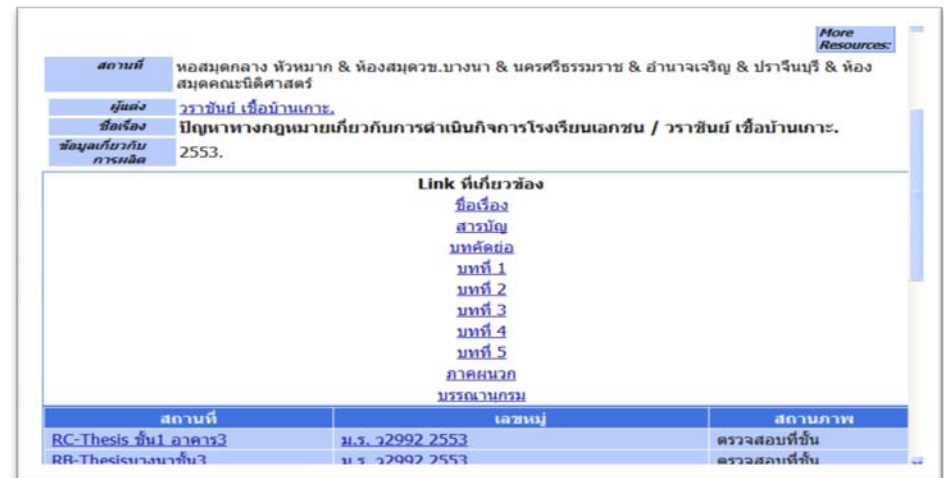 More
Resources:
สถานที่ หอสมุดกลาง หัวหมาก & ห้องสมุดวข.บางนา & นครศรีธรรมราช & อำนาจเจริญ & ปราจีนบุรี & ห้อง
สมุดคณะนิติศาสตร์
ผู้แต่ง วราชันย์ เชื้อบ้านเกาะ.
ชื่อเรื่อง ปัญหาทางกฎหมายเกี่ยวกับการดำเนินกิจการโรงเรียนเอกชน / วราชันย์ เชื้อบ้านเกาะ.
ข้อมูลเกี่ยวกับ
การผลิต 2553.
Link ที่เกี่ยวข้อง
ชื่อเรื่อง
สารบัญ
บทคัดย่อ
บทที่ 1
บทที่ 2
บทที่ 3
บทที่ 4
บทที่ 5
ภาคผนวก
บรรณานุกรม
สถานที่ เลขหมู่ สถานภาพ
RC-Thesis ชั้น1 อาคาร3 ม.ร. ว2992 2553 ตรวจสอบที่ชั้น
RB-Thesisบางนาชั้น3 ม.ร. ว2992 2553 ตรวจสอบที่ชั้น